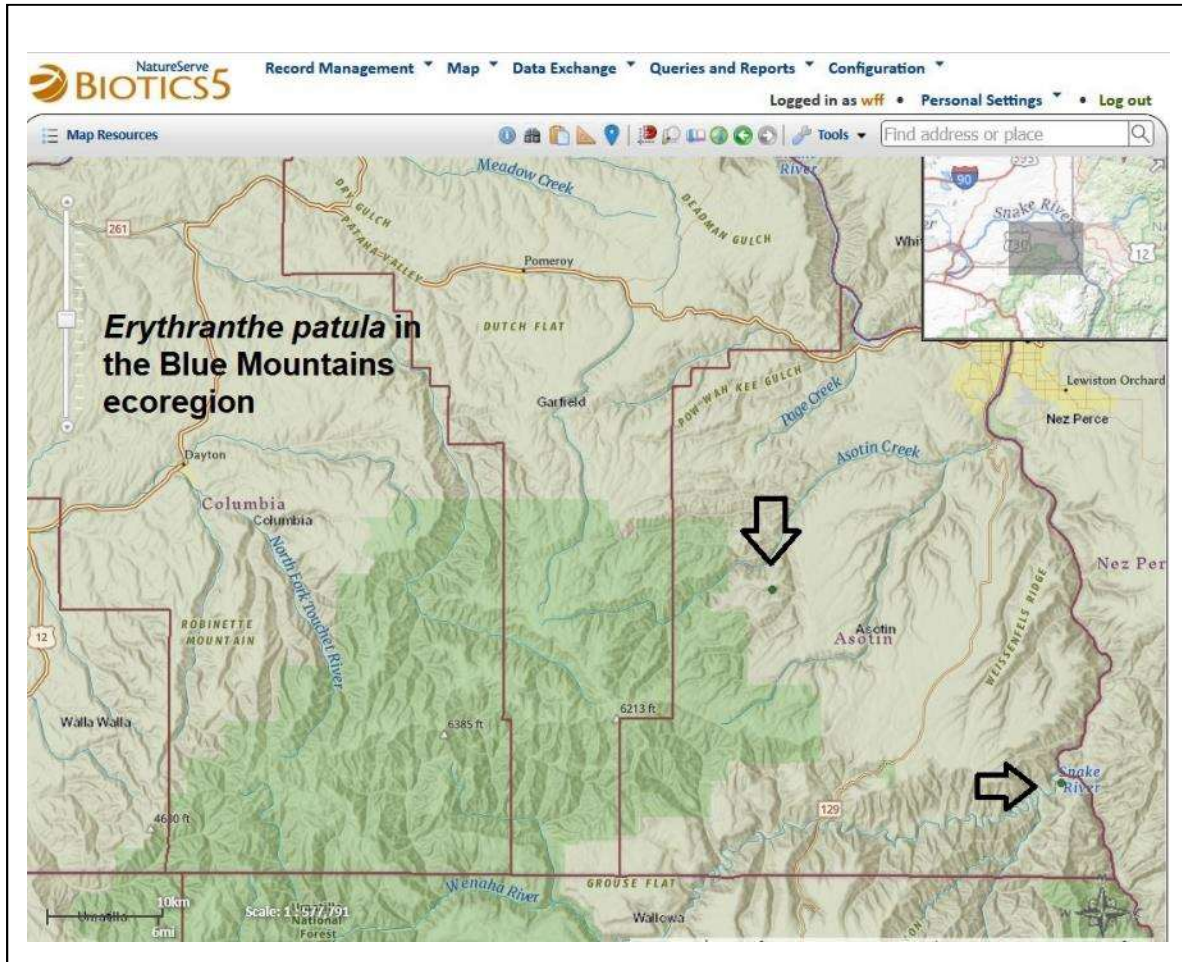 NatureServe
BIOTICS5
Record Management Map Data Exchange Queries and Reports Configuration
Logged in as wff • Personal Settings • Log out
Map Resources
Tools
Find address or place
Meadow Creek
River
90
Snake River
12
261
DRY GULCH
PATAHA VALLEY
DEADMAN GULCH
Pomeroy
Erythranthe patula in
the Blue Mountains
ecoregion
DUTCH FLAT
Garfield
POW WAH KEE GULCH
Page Creek
Lewiston Orchard
Nez Perce
Asotin Creek
Dayton
Columbia
Columbia
North Fork Touchet River
Nez Per
12
ROBINETTE
MOUNTAIN
Asotin
Asotin
WEISSENFELS RIDGE
Walla Walla
6385 ft
6213 ft
Snake
River
129
Wenaha River
GROUSE FLAT
10km
6mi
Scale: 1 : 577,791
Umatilla
National
Forest
Wallowa